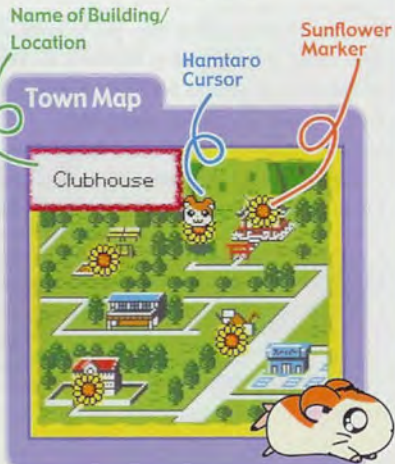 Name of Building/
Location
Hamtaro
Cursor
Sunflower
Marker
Town Map
Clubhouse